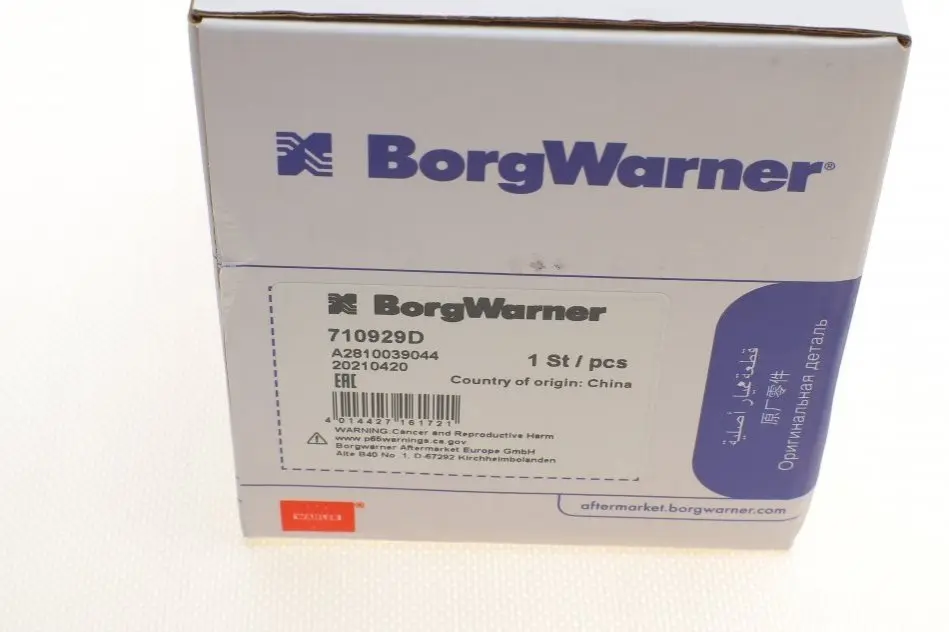 BorgWarner®
BorgWarner
710929D
A2810039044
20210420
1 St / pcs
EAC
Country of origin: China
4 014427 161721
WARNING:Cancer and Reproductive Harm
www.p65warnings.ca.gov
Borgwarner Aftermarket Europe GmbH
Alte B40 No. 1, D-67292 Kirchheimbolanden
قطعة غيار أصلية
原厂零件
Оригинальная деталь
aftermarket.borgwarner.com